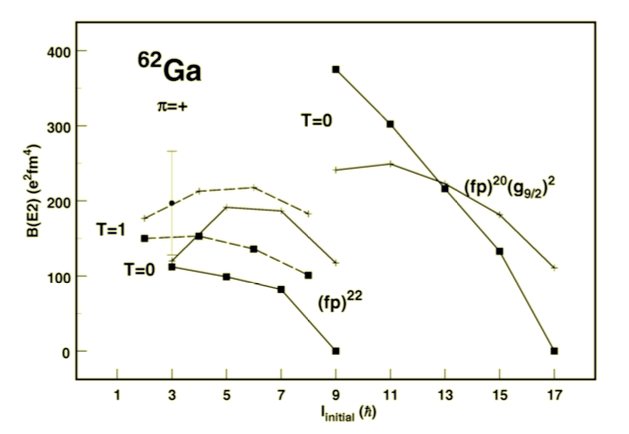 ⁶²Ga
π=+
T=0
(fp)²⁰(g₉/₂)²
T=1
T=0
(fp)²²
B(E2) (e²fm⁴)
400
300
200
100
0
1 3 5 7 9 11 13 15 17
I_initial (ℏ)